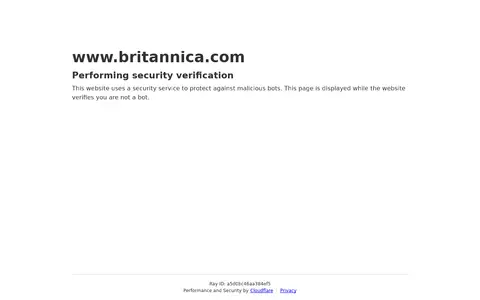 www.britannica.com
Performing security verification
This website uses a security service to protect against malicious bots. This page is displayed while the website
verifies you are not a bot.
Ray ID: a5d03c46aa384ef5
Performance and Security by Cloudflare | Privacy